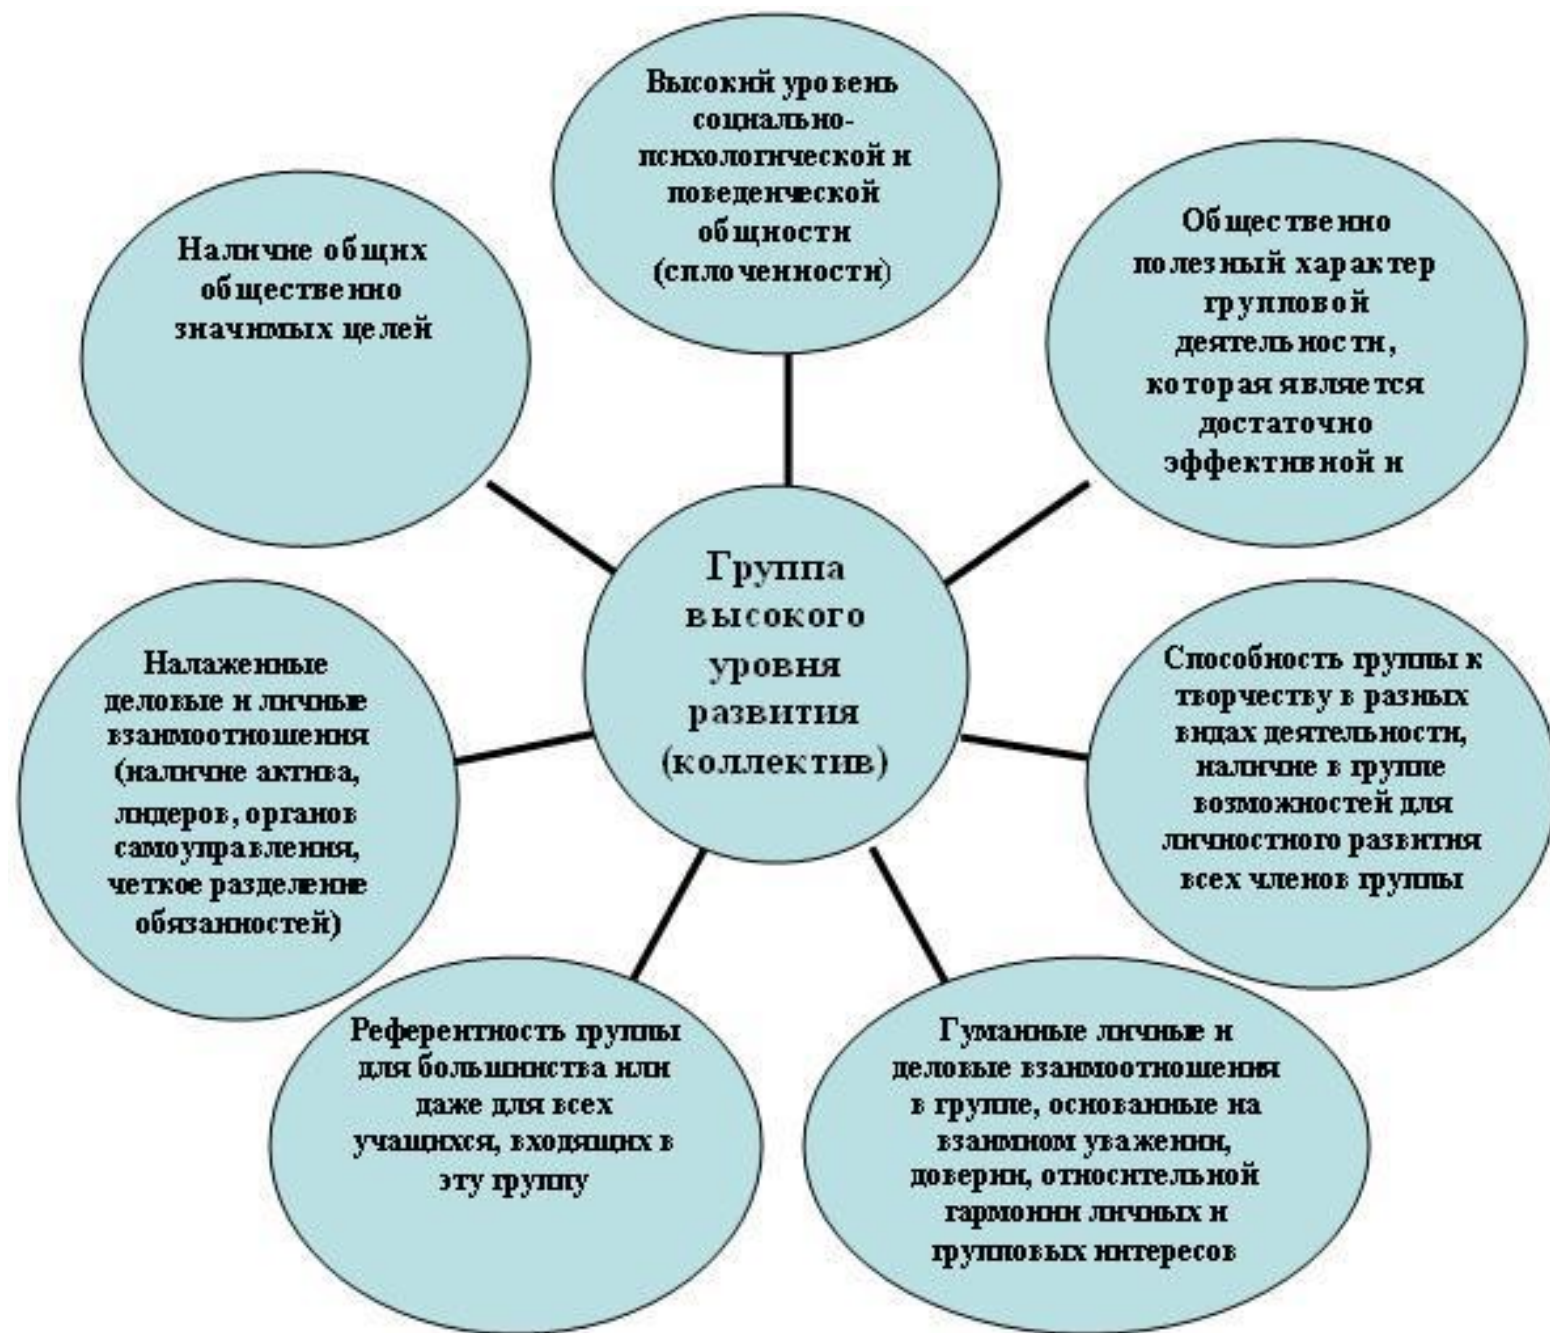 Высокий уровень
социально-
психологической и
поведенческой
общности
(сплоченности)
Наличие общих
общественно
значимых целей
Общественно
полезный характер
групповой
деятельности,
которая является
достаточно
эффективной и
Группа
высокого
уровня
развития
(коллектив)
Налаженные
деловые и личные
взаимоотношения
(наличие актива,
лидеров, органов
самоуправления,
четкое разделение
обязанностей)
Способность группы к
творчеству в разных
видах деятельности,
наличие в группе
возможностей для
личностного развития
всех членов группы
Референтность группы
для большинства или
даже для всех
учащихся, входящих в
эту группу
Гуманные личные и
деловые взаимоотношения
в группе, основанные на
взаимном уважении,
доверии, относительной
гармонии личных и
групповых интересов